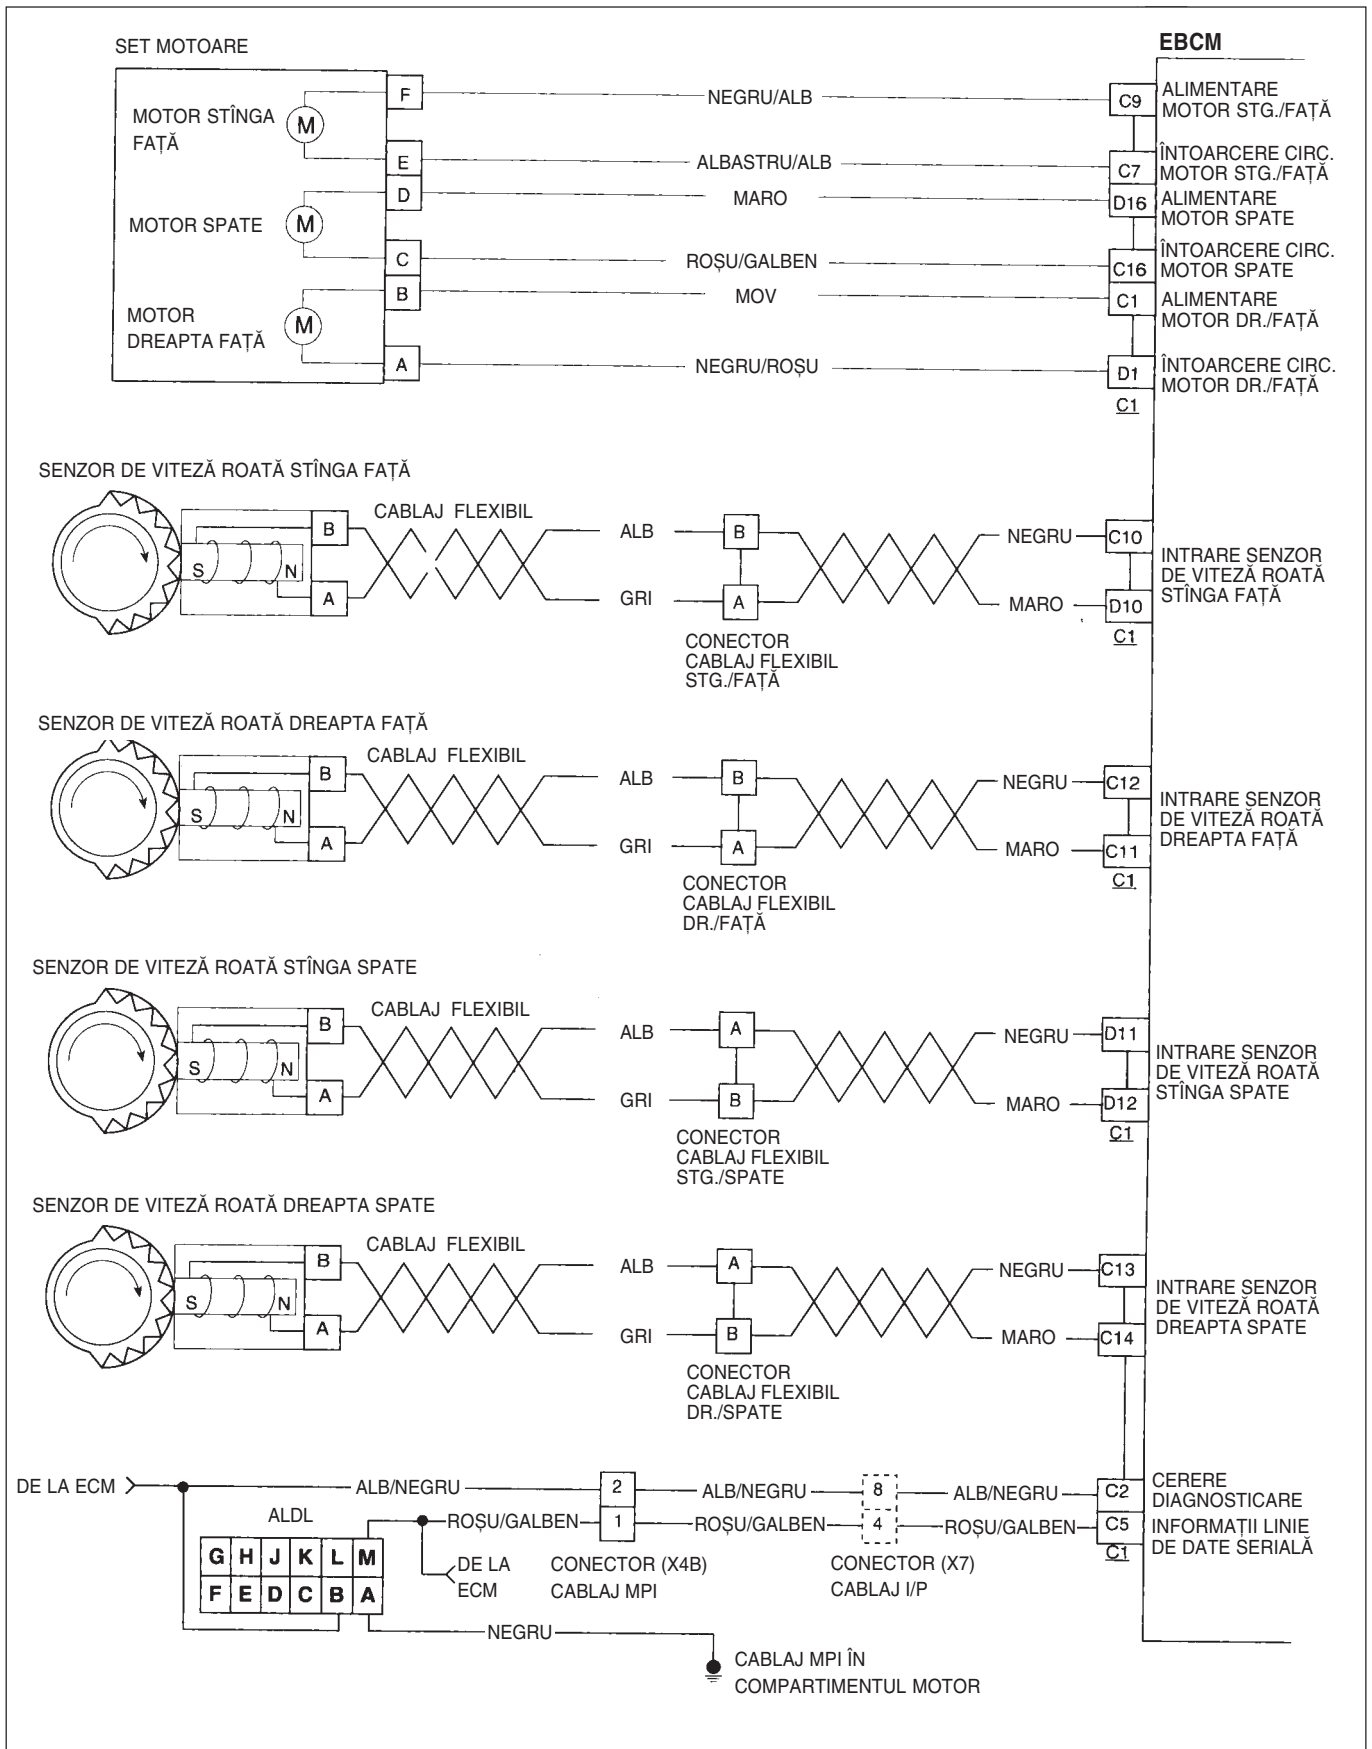 SET MOTOARE
EBCM
MOTOR STÎNGA
FAȚĂ
M
F
NEGRU/ALB
C9
ALIMENTARE
MOTOR STG./FAȚĂ
E
ALBASTRU/ALB
C7
ÎNTOARCERE CIRC.
MOTOR STG./FAȚĂ
MOTOR SPATE
M
D
MARO
D16
ALIMENTARE
MOTOR SPATE
C
ROȘU/GALBEN
C16
ÎNTOARCERE CIRC.
MOTOR SPATE
MOTOR
DREAPTA FAȚĂ
M
B
MOV
C1
ALIMENTARE
MOTOR DR./FAȚĂ
A
NEGRU/ROȘU
D1
ÎNTOARCERE CIRC.
MOTOR DR./FAȚĂ
C1
SENZOR DE VITEZĂ ROATĂ STÎNGA FAȚĂ
S
N
B
A
CABLAJ FLEXIBIL
ALB
GRI
B
A
CONECTOR
CABLAJ FLEXIBIL
STG./FAȚĂ
NEGRU
MARO
C10
D10
C1
INTRARE SENZOR
DE VITEZĂ ROATĂ
STÎNGA FAȚĂ
SENZOR DE VITEZĂ ROATĂ DREAPTA FAȚĂ
S
N
B
A
CABLAJ FLEXIBIL
ALB
GRI
B
A
CONECTOR
CABLAJ FLEXIBIL
DR./FAȚĂ
NEGRU
MARO
C12
C11
C1
INTRARE SENZOR
DE VITEZĂ ROATĂ
DREAPTA FAȚĂ
SENZOR DE VITEZĂ ROATĂ STÎNGA SPATE
S
N
B
A
CABLAJ FLEXIBIL
ALB
GRI
A
B
CONECTOR
CABLAJ FLEXIBIL
STG./SPATE
NEGRU
MARO
D11
D12
C1
INTRARE SENZOR
DE VITEZĂ ROATĂ
STÎNGA SPATE
SENZOR DE VITEZĂ ROATĂ DREAPTA SPATE
S
N
B
A
CABLAJ FLEXIBIL
ALB
GRI
A
B
CONECTOR
CABLAJ FLEXIBIL
DR./SPATE
NEGRU
MARO
C13
C14
INTRARE SENZOR
DE VITEZĂ ROATĂ
DREAPTA SPATE
DE LA ECM
ALB/NEGRU
2
ALB/NEGRU
8
ALB/NEGRU
C2
CERERE
DIAGNOSTICARE
ALDL
ROȘU/GALBEN
1
ROȘU/GALBEN
4
ROȘU/GALBEN
C5
INFORMAȚII LINIE
DE DATE SERIALĂ
C1
G H J K L M
F E D C B A
DE LA
ECM
CONECTOR (X4B)
CABLAJ MPI
CONECTOR (X7)
CABLAJ I/P
NEGRU
CABLAJ MPI ÎN
COMPARTIMENTUL MOTOR